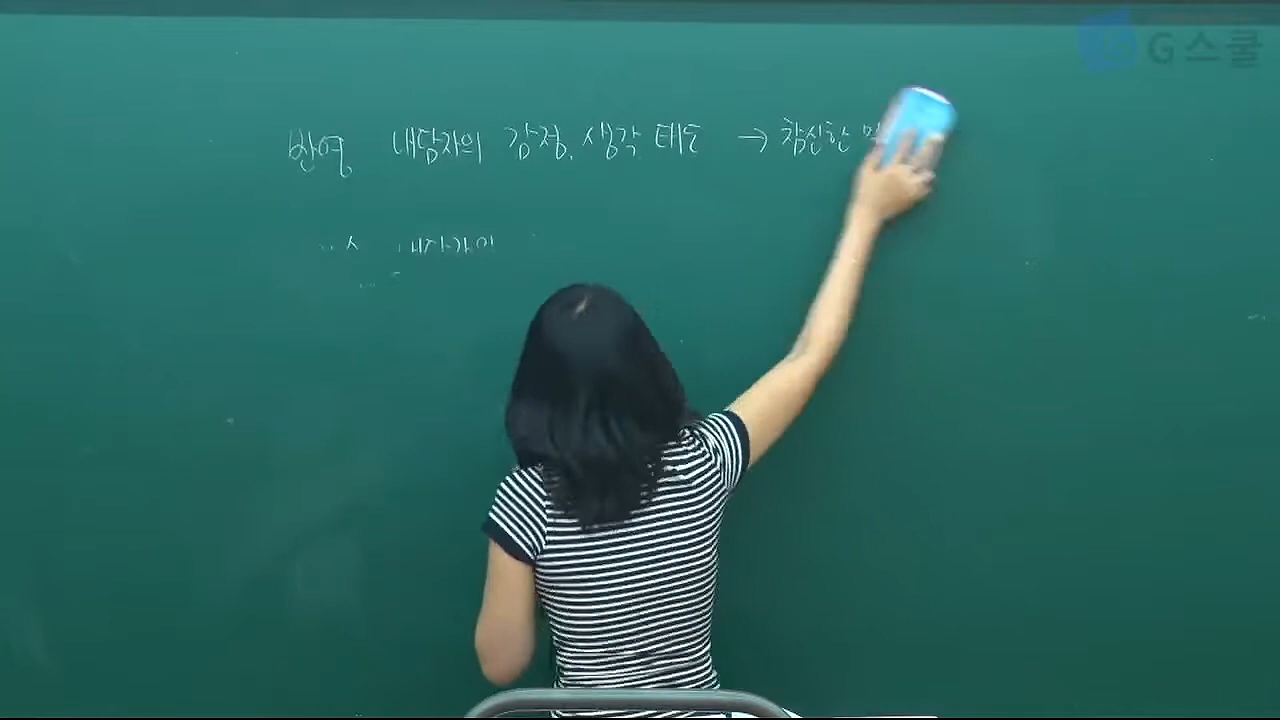 G스쿨
반영 내담자의 감정, 생각 태도 → 참신한